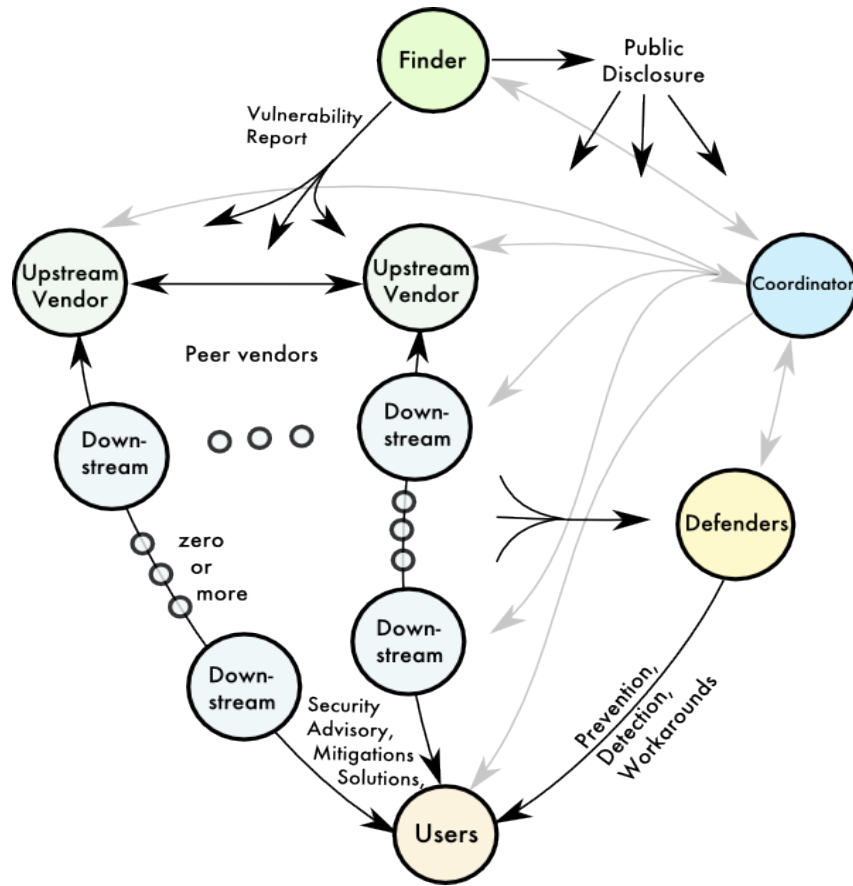 Finder
Public
Disclosure
Vulnerability
Report
Upstream
Vendor
Upstream
Vendor
Coordinator
Peer vendors
Down-
stream
Down-
stream
zero
or
more
Defenders
Down-
stream
Down-
stream
Security
Advisory,
Mitigations
Solutions,
Prevention,
Detection,
Workarounds
Users